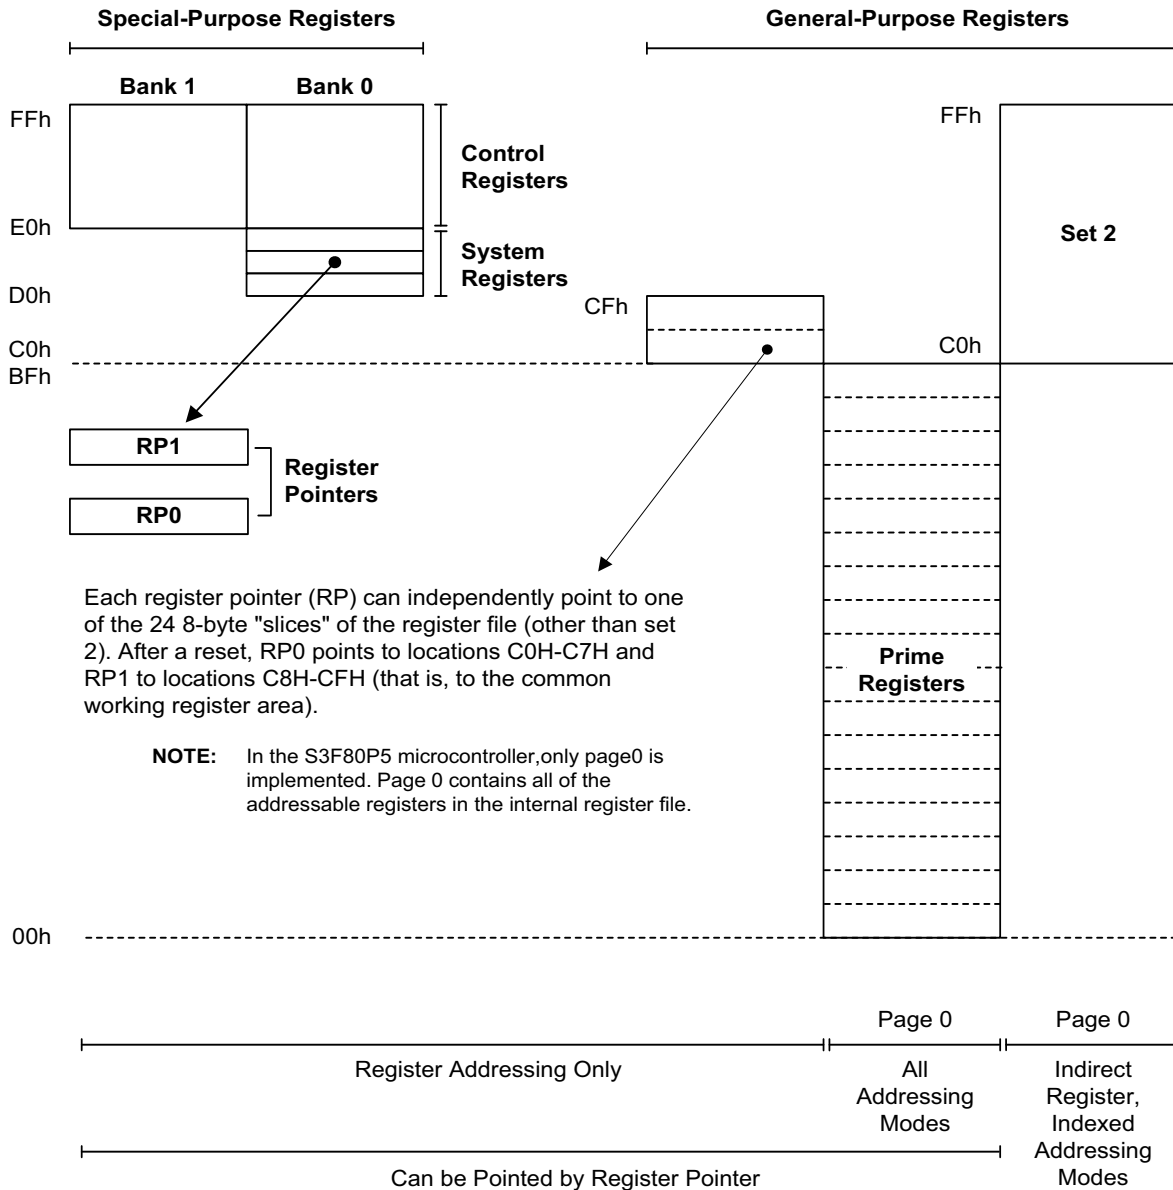 Special-Purpose Registers
General-Purpose Registers
Bank 1
Bank 0
FFh
FFh
Control
Registers
E0h
Set 2
System
Registers
D0h
CFh
C0h
C0h
BFh
RP1
Register
Pointers
RP0
Each register pointer (RP) can independently point to one
of the 24 8-byte "slices" of the register file (other than set
2). After a reset, RP0 points to locations C0H-C7H and
RP1 to locations C8H-CFH (that is, to the common
working register area).
Prime
Registers
NOTE: In the S3F80P5 microcontroller,only page0 is
implemented. Page 0 contains all of the
addressable registers in the internal register file.
00h
Page 0
Page 0
Register Addressing Only
All
Addressing
Modes
Indirect
Register,
Indexed
Addressing
Modes
Can be Pointed by Register Pointer